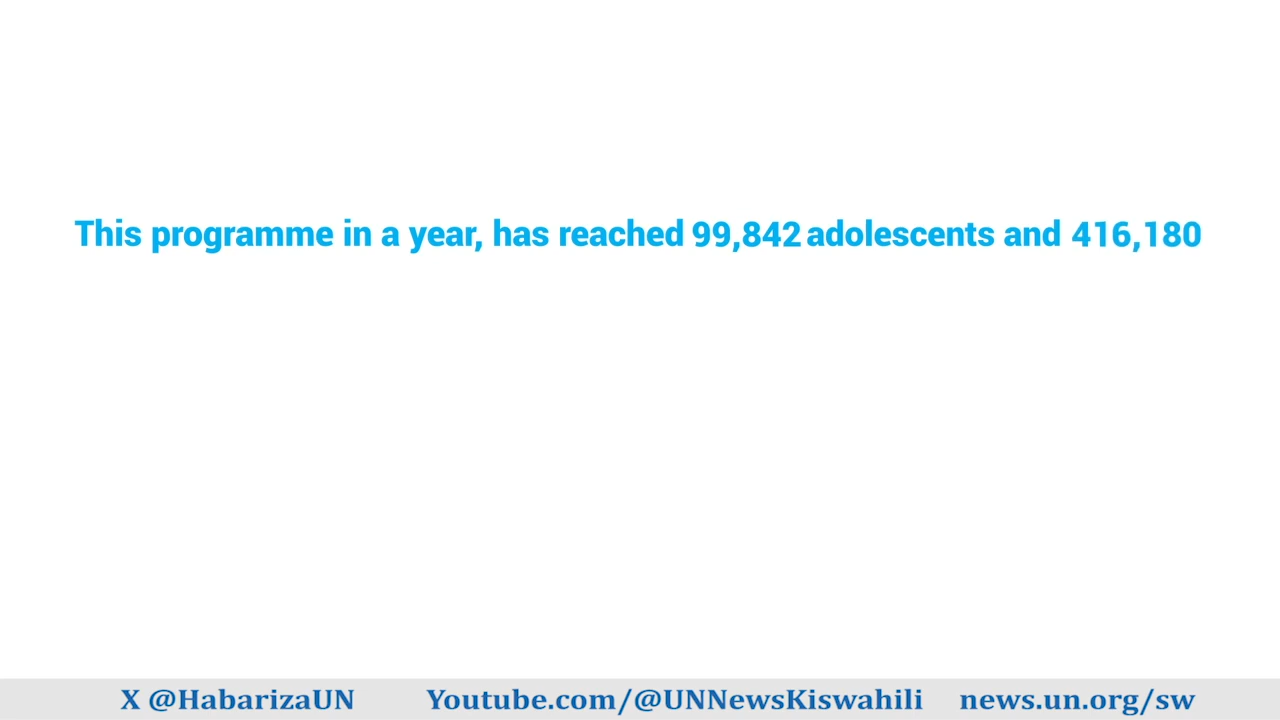 This programme in a year, has reached 99,842 adolescents and 416,180
X @HabarizaUN Youtube.com/@UNNewsKiswahili news.un.org/sw